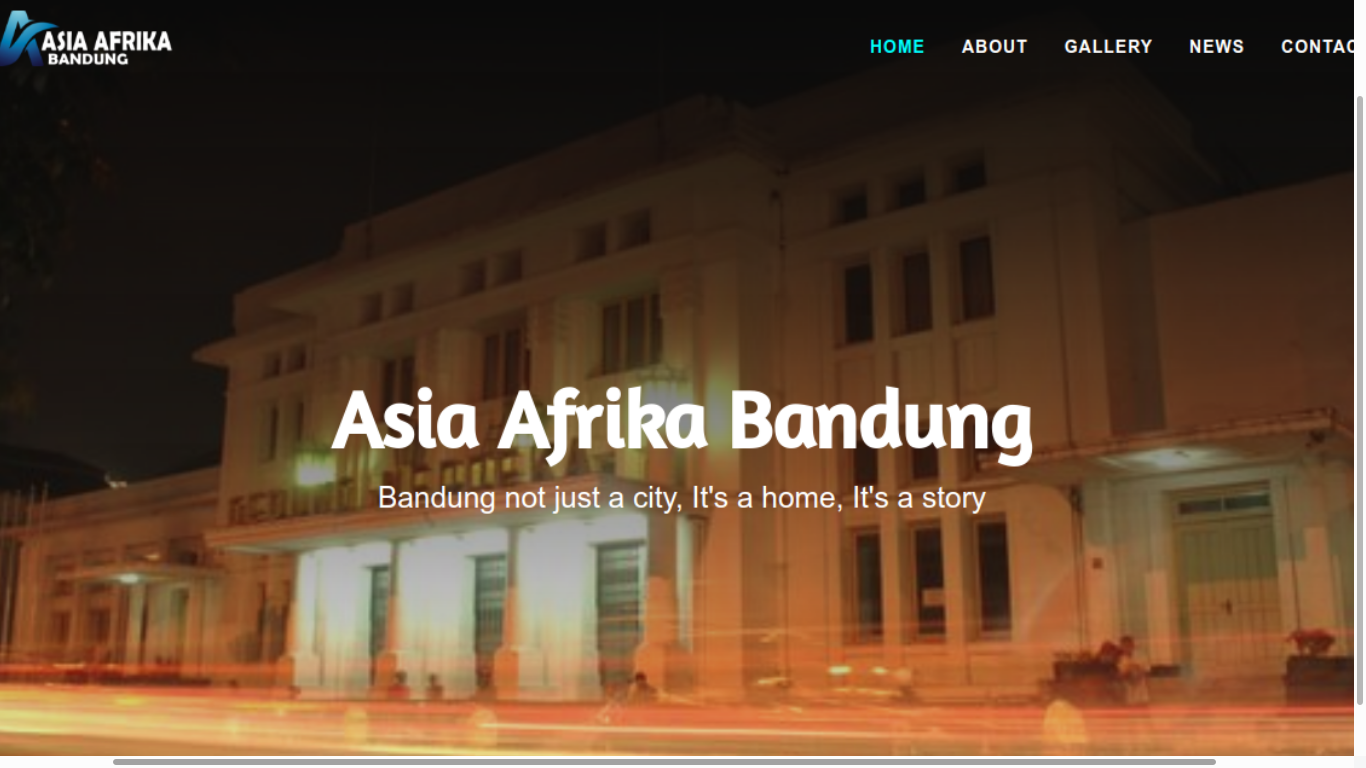 ASIA AFRIKA
BANDUNG
HOME ABOUT GALLERY NEWS CONTAC
Asia Afrika Bandung
Bandung not just a city, It's a home, It's a story